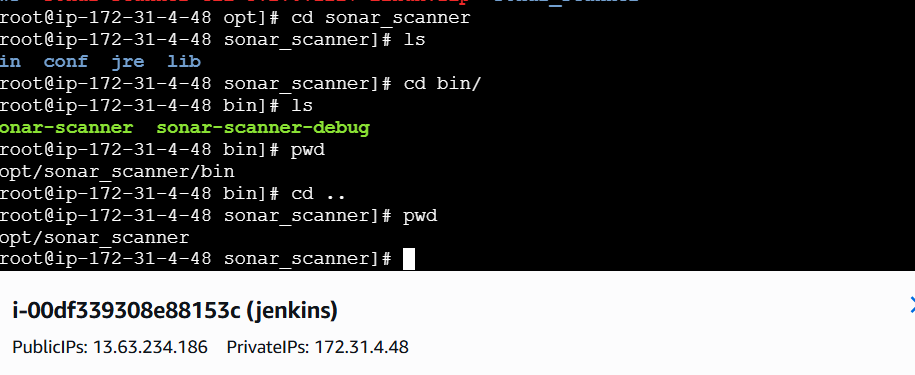 root@ip-172-31-4-48 opt]# cd sonar_scanner
root@ip-172-31-4-48 sonar_scanner]# ls
in conf jre lib
root@ip-172-31-4-48 sonar_scanner]# cd bin/
root@ip-172-31-4-48 bin]# ls
onar-scanner sonar-scanner-debug
root@ip-172-31-4-48 bin]# pwd
opt/sonar_scanner/bin
root@ip-172-31-4-48 bin]# cd ..
root@ip-172-31-4-48 sonar_scanner]# pwd
opt/sonar_scanner
root@ip-172-31-4-48 sonar_scanner]#
i-00df339308e88153c (jenkins)
PublicIPs: 13.63.234.186 PrivateIPs: 172.31.4.48